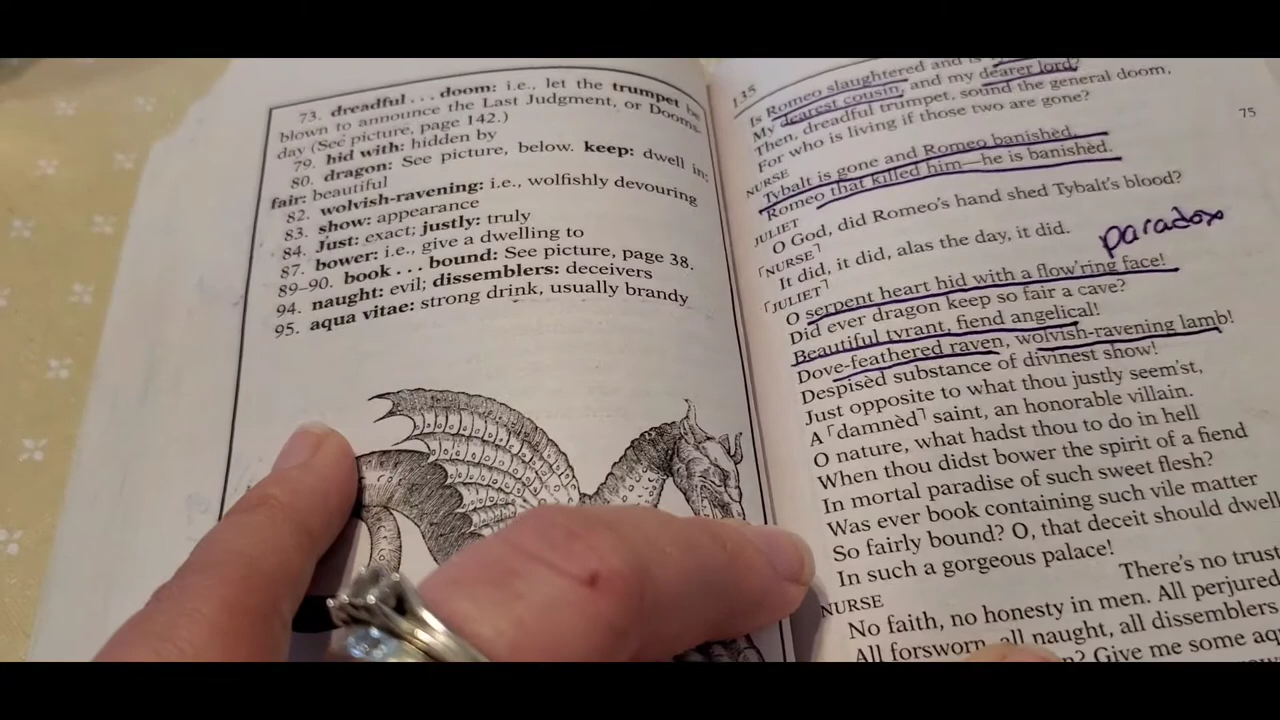 73. dreadful . . . doom: i.e., let the trumpet be
blown to announce the Last Judgment, or Dooms-
day (See picture, page 142.)
79. hid with: hidden by
80. dragon: See picture, below. keep: dwell in;
fair: beautiful
82. wolvish-ravening: i.e., wolfishly devouring
83. show: appearance
84. Just: exact; justly: truly
87. bower: i.e., give a dwelling to
89–90. book . . . bound: See picture, page 38.
94. naught: evil; dissemblers: deceivers
95. aqua vitae: strong drink, usually brandy
135
Is Romeo slaughtered and is
My dearest cousin, and my dearer lord?
Then, dreadful trumpet, sound the general doom,
For who is living if those two are gone?
75
NURSE
Tybalt is gone and Romeo banishèd.
Romeo that killed him—he is banishèd.
JULIET
O God, did Romeo's hand shed Tybalt's blood?
⌜NURSE⌝
It did, it did, alas the day, it did.
paradox
⌜JULIET⌝
O serpent heart hid with a flow'ring face!
Did ever dragon keep so fair a cave?
Beautiful tyrant, fiend angelical!
Dove-feathered raven, wolvish-ravening lamb!
Despisèd substance of divinest show!
Just opposite to what thou justly seem'st,
A ⌜damnèd⌝ saint, an honorable villain.
O nature, what hadst thou to do in hell
When thou didst bower the spirit of a fiend
In mortal paradise of such sweet flesh?
Was ever book containing such vile matter
So fairly bound? O, that deceit should dwell
In such a gorgeous palace!
NURSE
There's no trust
No faith, no honesty in men. All perjured
All forsworn, all naught, all dissemblers
Give me some